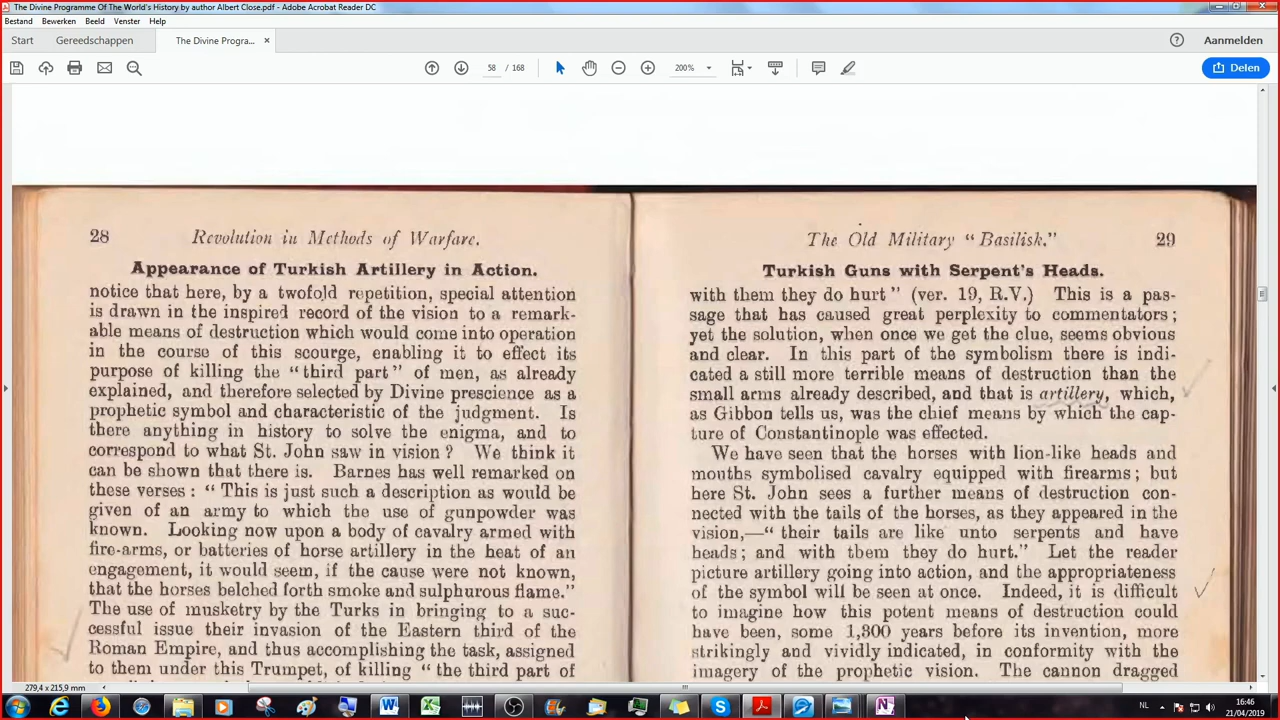 The Divine Programme Of The World's History by author Albert Close.pdf - Adobe Acrobat Reader DC
Bestand Bewerken Beeld Venster Help
Start Gereedschappen The Divine Progra... × Aanmelden
58 / 168 200% Delen
28 Revolution in Methods of Warfare.
Appearance of Turkish Artillery in Action.
notice that here, by a twofold repetition, special attention
is drawn in the inspired record of the vision to a remark-
able means of destruction which would come into operation
in the course of this scourge, enabling it to effect its
purpose of killing the “third part” of men, as already
explained, and therefore selected by Divine prescience as a
prophetic symbol and characteristic of the judgment. Is
there anything in history to solve the enigma, and to
correspond to what St. John saw in vision? We think it
can be shown that there is. Barnes has well remarked on
these verses: “This is just such a description as would be
given of an army to which the use of gunpowder was
known. Looking now upon a body of cavalry armed with
fire-arms, or batteries of horse artillery in the heat of an
engagement, it would seem, if the cause were not known,
that the horses belched forth smoke and sulphurous flame.”
The use of musketry by the Turks in bringing to a suc-
cessful issue their invasion of the Eastern third of the
Roman Empire, and thus accomplishing the task, assigned
to them under this Trumpet, of killing “the third part of
The Old Military “Basilisk.” 29
Turkish Guns with Serpent's Heads.
with them they do hurt” (ver. 19, R.V.) This is a pas-
sage that has caused great perplexity to commentators;
yet the solution, when once we get the clue, seems obvious
and clear. In this part of the symbolism there is indi-
cated a still more terrible means of destruction than the
small arms already described, and that is artillery, which,
as Gibbon tells us, was the chief means by which the cap-
ture of Constantinople was effected.
We have seen that the horses with lion-like heads and
mouths symbolised cavalry equipped with firearms; but
here St. John sees a further means of destruction con-
nected with the tails of the horses, as they appeared in the
vision,—“their tails are like unto serpents and have
heads; and with them they do hurt.” Let the reader
picture artillery going into action, and the appropriateness
of the symbol will be seen at once. Indeed, it is difficult
to imagine how this potent means of destruction could
have been, some 1,300 years before its invention, more
strikingly and vividly indicated, in conformity with the
imagery of the prophetic vision. The cannon dragged
279,4 x 215,9 mm
NL 16:46
21/04/2019